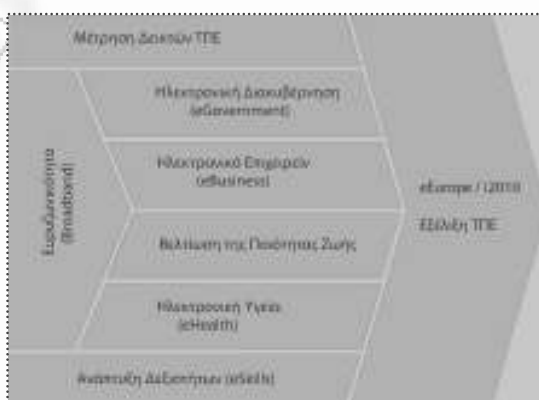 Μέτρηση Δεικτών ΤΠΕ
Ευρυζωνικότητα
(Broadband)
Ηλεκτρονική Διακυβέρνηση
(eGovernment)
Ηλεκτρονικό Επιχειρείν
(eBusiness)
Βελτίωση της Ποιότητας Ζωής
Ηλεκτρονική Υγεία
(eHealth)
Ανάπτυξη Δεξιοτήτων (eSkills)
eEurope / i2010
Εξέλιξη ΤΠΕ